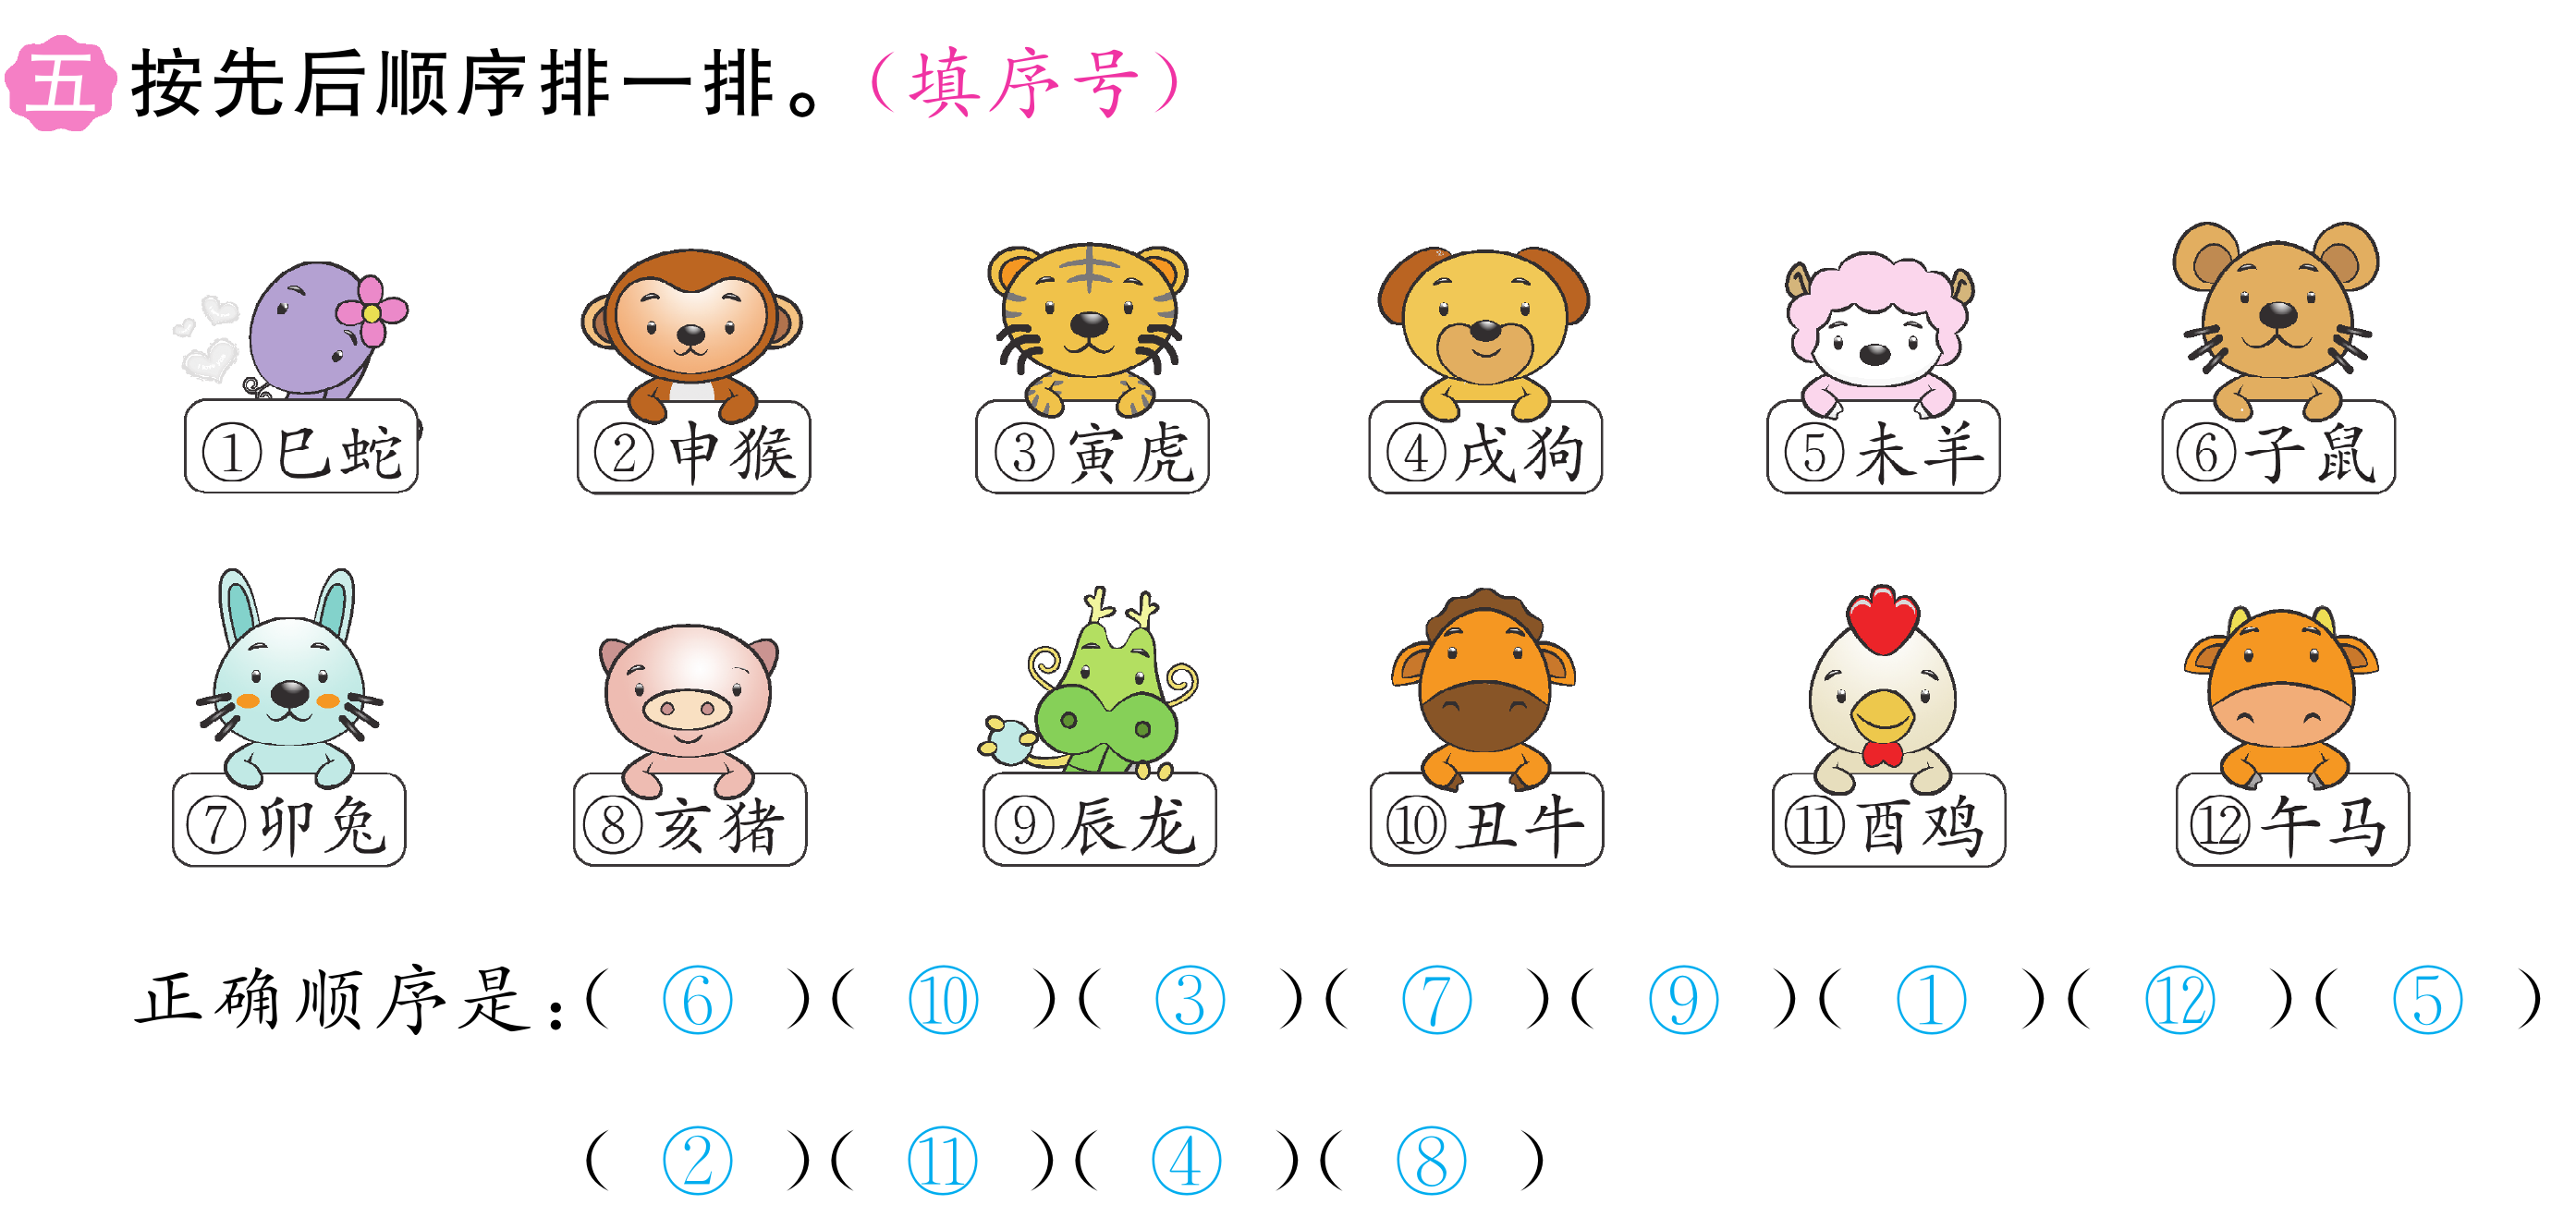 五 按先后顺序排一排。（填序号）
①巳蛇 ②申猴 ③寅虎 ④戌狗 ⑤未羊 ⑥子鼠
⑦卯兔 ⑧亥猪 ⑨辰龙 ⑩丑牛 ⑪酉鸡 ⑫午马
正确顺序是：（⑥）（⑩）（③）（⑦）（⑨）（①）（⑫）（⑤）
（②）（⑪）（④）（⑧）